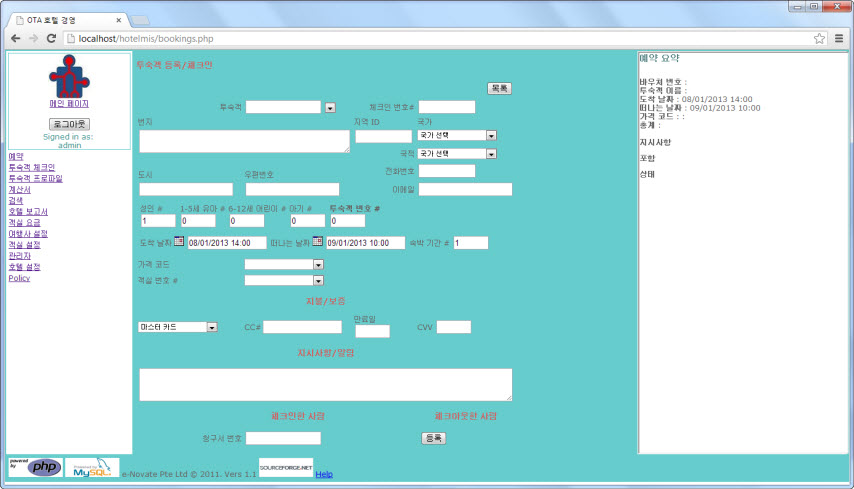 OTA 호텔 경영
localhost/hotelmis/bookings.php
메인 페이지
로그아웃
Signed in as:
admin
예약
투숙객 체크인
투숙객 프로파일
계산서
검색
호텔 보고서
객실 요금
여행사 설정
객실 설정
관리자
호텔 설정
Policy
투숙객 등록/체크인
목록
투숙객 체크인 번호#
번지 지역 ID 국가
국가 선택
국적 국가 선택
도시 우편번호 전화번호
이메일
성인 # 1-5세 유아 # 6-12세 어린이 # 아기 # 투숙객 번호 #
1 0 0 0 0
도착 날짜 08/01/2013 14:00 떠나는 날짜 09/01/2013 10:00 숙박 기간 # 1
가격 코드
객실 번호 #
지불/보증
마스터 카드 CC# 만료일 CVV
지시사항/알림
체크인한 사람 체크아웃한 사람
청구서 번호 등록
예약 요약
바우처 번호 :
투숙객 이름 :
도착 날짜 : 08/01/2013 14:00
떠나는 날짜 : 09/01/2013 10:00
가격 코드 : :
총계 :
지시사항
포함
상태
powered by php
Powered by MySQL
e-Novate Pte Ltd © 2011. Vers 1.1
SOURCEFORGE.NET
Help